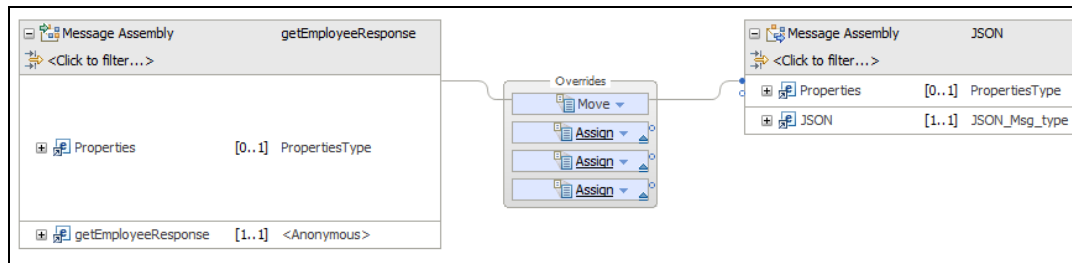 Message Assembly getEmployeeResponse
<Click to filter...>
Properties [0..1] PropertiesType
getEmployeeResponse [1..1] <Anonymous>
Overrides
Move
Assign
Assign
Assign
Message Assembly JSON
<Click to filter...>
Properties [0..1] PropertiesType
JSON [1..1] JSON_Msg_type